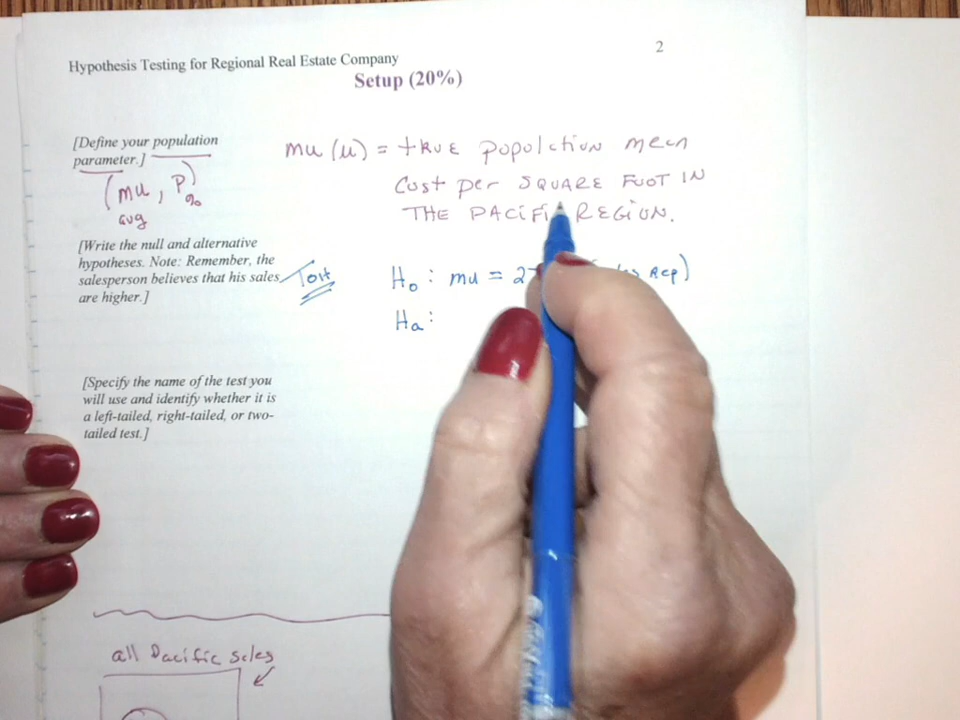 2
Hypothesis Testing for Regional Real Estate Company
Setup (20%)
[Define your population
parameter.]
(mu, P)
avg %
mu (μ) = true population mean
Cost per SQUARE FOOT IN
THE PACIFIC REGION.
[Write the null and alternative
hypotheses. Note: Remember, the
salesperson believes that his sales
are higher.]
H₀ : mu = Rep)
Ha :
[Specify the name of the test you
will use and identify whether it is
a left-tailed, right-tailed, or two-
tailed test.]
all Pacific Sales